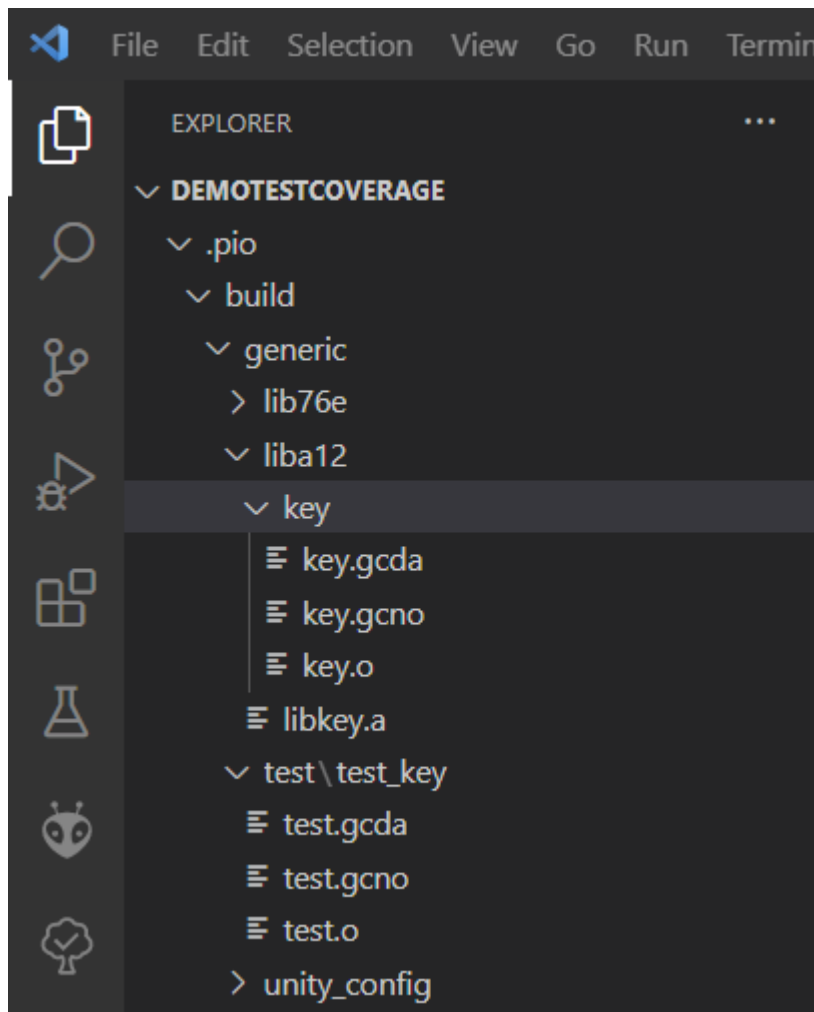 File Edit Selection View Go Run
EXPLORER
DEMOTESTCOVERAGE
.pio
build
generic
lib76e
liba12
key
key.gcda
key.gcno
key.o
libkey.a
test\test_key
test.gcda
test.gcno
test.o
unity_config